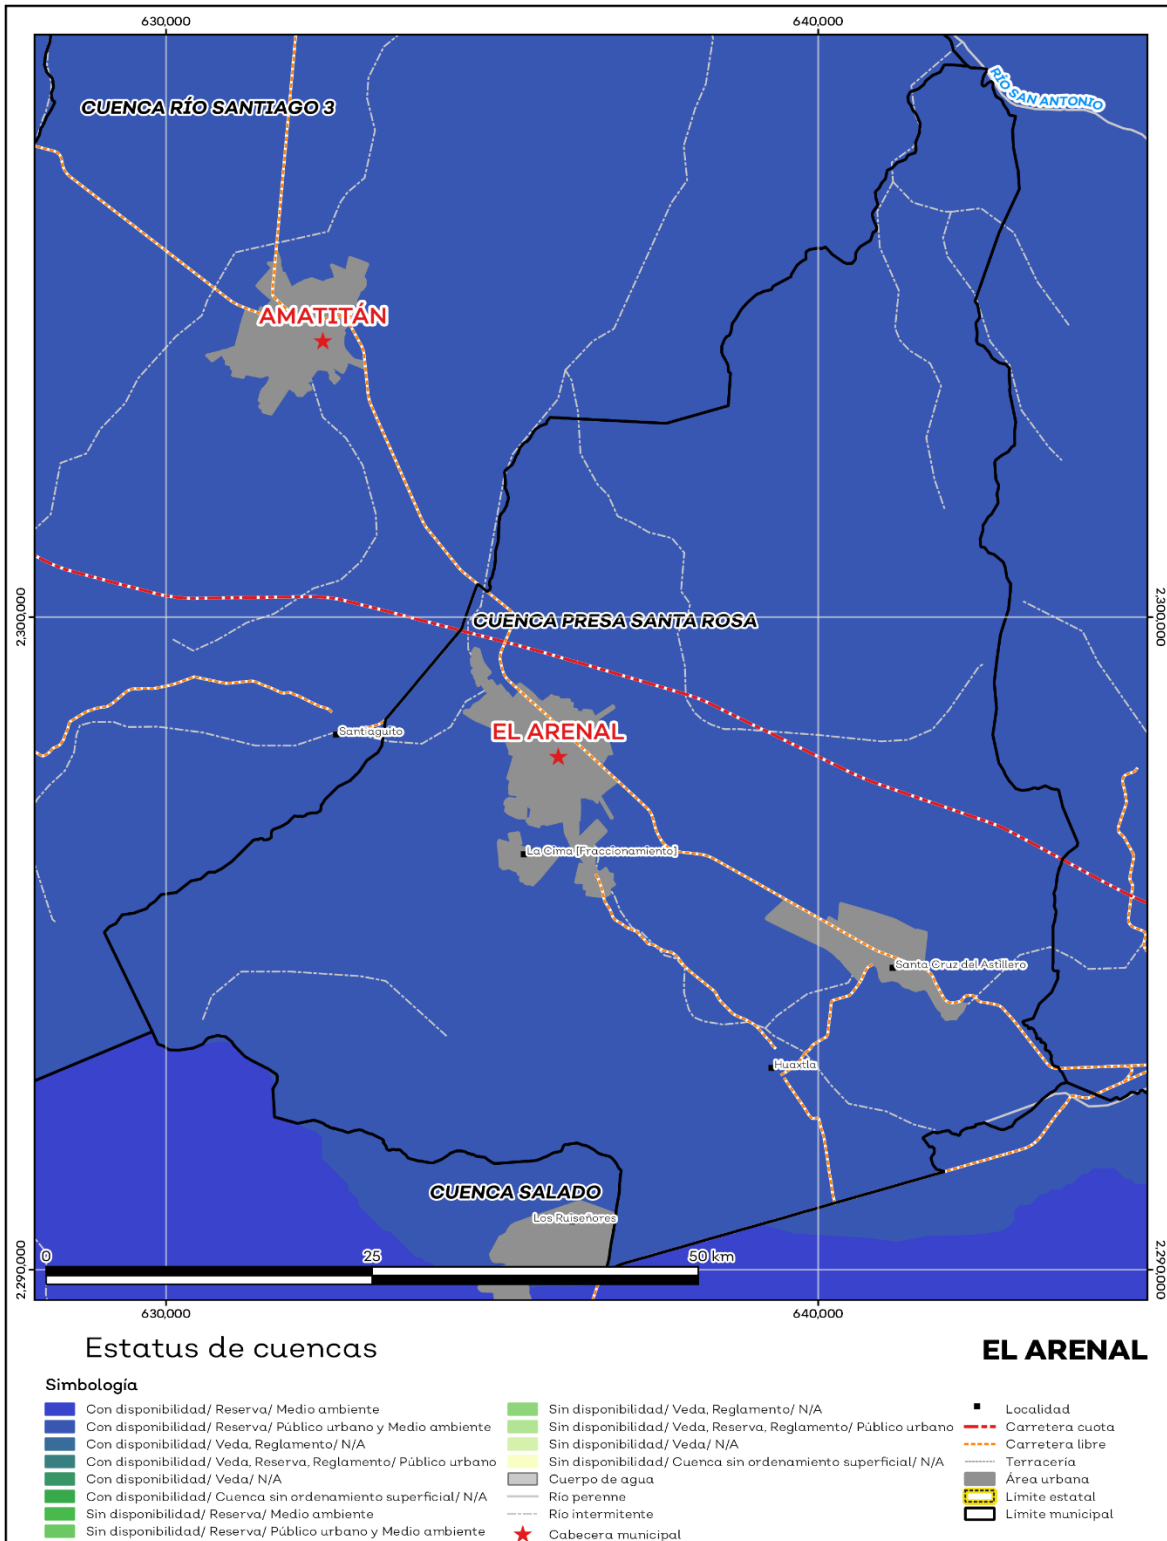 630,000
640,000
RÍO SAN ANTONIO
CUENCA RÍO SANTIAGO 3
AMATITÁN
2,300,000
2,300,000
CUENCA PRESA SANTA ROSA
Santiaguito
EL ARENAL
La Cima [Fraccionamiento]
Santa Cruz del Astillero
Huaxtla
CUENCA SALADO
Los Ruiseñores
0
25
50 km
2,290,000
2,290,000
630,000
640,000
Estatus de cuencas
EL ARENAL
Simbología
Con disponibilidad/ Reserva/ Medio ambiente
Con disponibilidad/ Reserva/ Público urbano y Medio ambiente
Con disponibilidad/ Veda, Reglamento/ N/A
Con disponibilidad/ Veda, Reserva, Reglamento/ Público urbano
Con disponibilidad/ Veda/ N/A
Con disponibilidad/ Cuenca sin ordenamiento superficial/ N/A
Sin disponibilidad/ Reserva/ Medio ambiente
Sin disponibilidad/ Reserva/ Público urbano y Medio ambiente
Sin disponibilidad/ Veda, Reglamento/ N/A
Sin disponibilidad/ Veda, Reserva, Reglamento/ Público urbano
Sin disponibilidad/ Veda/ N/A
Sin disponibilidad/ Cuenca sin ordenamiento superficial/ N/A
Cuerpo de agua
Río perenne
Río intermitente
Cabecera municipal
Localidad
Carretera cuota
Carretera libre
Terracería
Área urbana
Límite estatal
Límite municipal